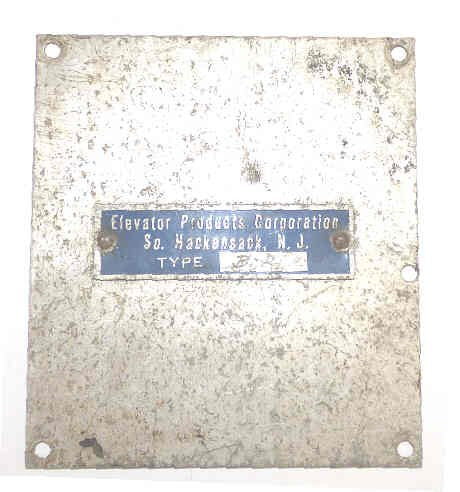 Elevator Products Corporation
So. Hackensack, N. J.
TYPE